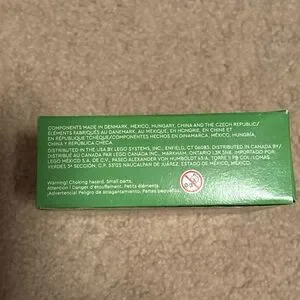 COMPONENTS MADE IN DENMARK, MEXICO, HUNGARY, CHINA AND THE CZECH REPUBLIC/
ÉLÉMENTS FABRIQUÉS AU DANEMARK, AU MEXIQUE, EN HONGRIE, EN CHINE ET
EN RÉPUBLIQUE TCHÈQUE/COMPONENTES HECHOS EN DINAMARCA, MÉXICO, HUNGRÍA,
CHINA Y REPÚBLICA CHECA.
DISTRIBUTED IN THE USA BY LEGO SYSTEMS, INC., ENFIELD, CT 06083. DISTRIBUTED IN CANADA BY/
DISTRIBUÉ AU CANADA PAR LEGO CANADA INC., MARKHAM, ONTARIO L3R 5N8. IMPORTADO POR:
LEGO MÉXICO S.A. DE C.V., PASEO ALEXANDER VON HUMBOLDT 43-A, TORRE 1 PB COL. LOMAS
VERDES 3ª SECCIÓN, C.P. 53125 NAUCALPAN DE JUÁREZ, ESTADO DE MÉXICO, MÉXICO.
Warning! Choking hazard. Small parts.
Attention ! Danger d'étouffement. Petits éléments.
¡Advertencia! Peligro de atragantamiento. Partes pequeñas.